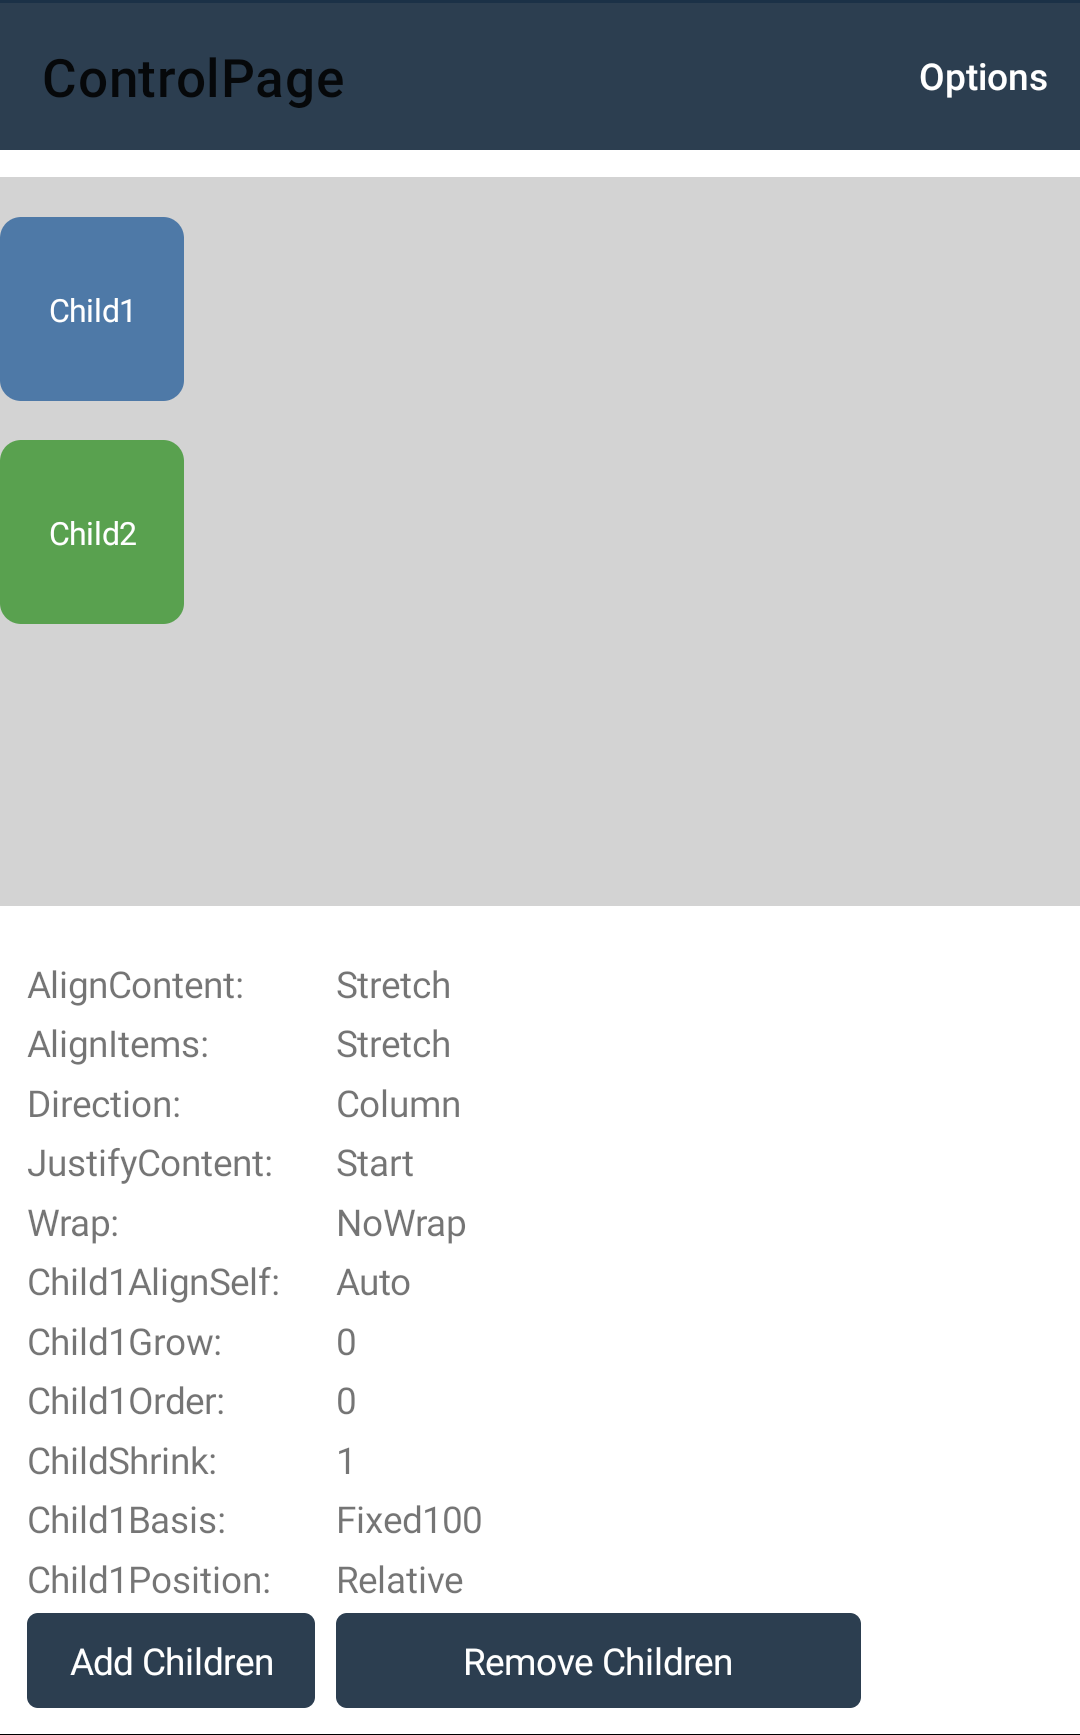 ControlPage Options
Child1
Child2
AlignContent: Stretch
AlignItems: Stretch
Direction: Column
JustifyContent: Start
Wrap: NoWrap
Child1AlignSelf: Auto
Child1Grow: 0
Child1Order: 0
ChildShrink: 1
Child1Basis: Fixed100
Child1Position: Relative
Add Children Remove Children